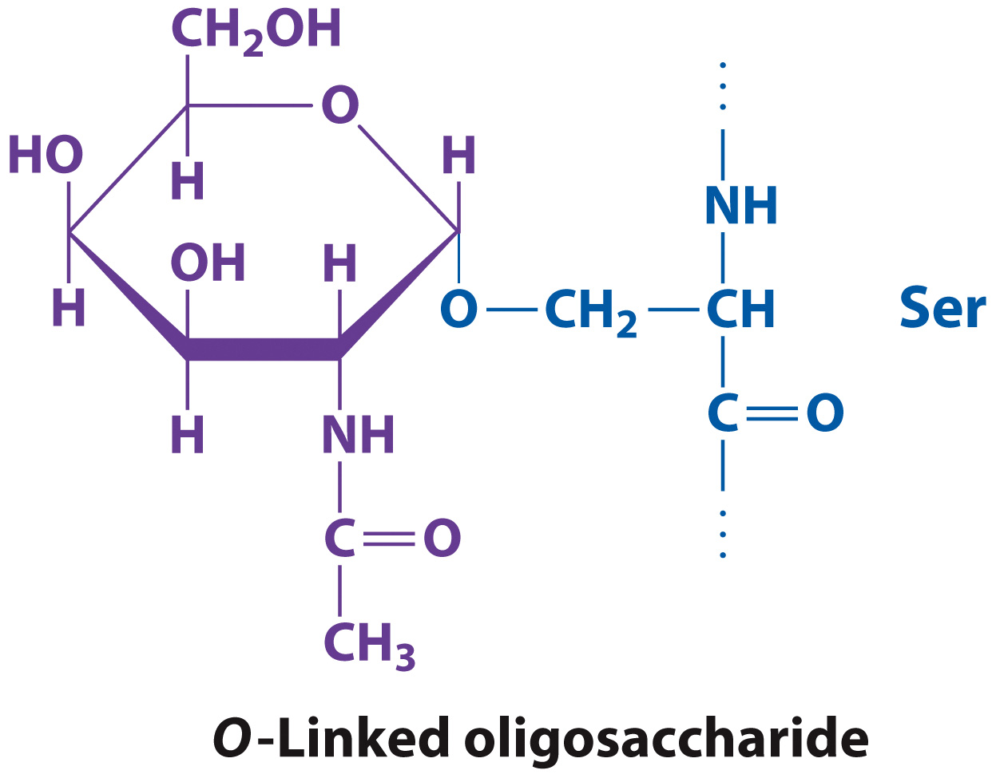 CH₂OH
O
HO
H
H
NH
OH
H
H
O
CH₂
CH
Ser
H
NH
C
O
C
O
CH₃
O-Linked oligosaccharide